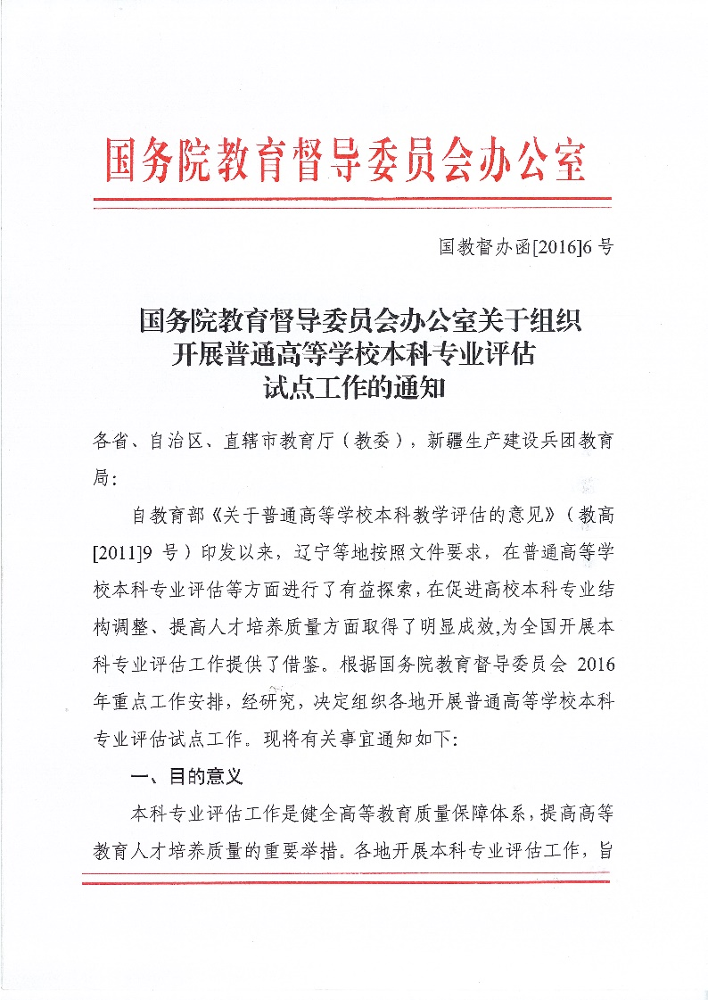 国务院教育督导委员会办公室
国教督办函[2016]6 号
国务院教育督导委员会办公室关于组织
开展普通高等学校本科专业评估
试点工作的通知
各省、自治区、直辖市教育厅（教委），新疆生产建设兵团教育
局：
自教育部《关于普通高等学校本科教学评估的意见》（教高
[2011]9 号）印发以来，辽宁等地按照文件要求，在普通高等学
校本科专业评估等方面进行了有益探索，在促进高校本科专业结
构调整、提高人才培养质量方面取得了明显成效,为全国开展本
科专业评估工作提供了借鉴。根据国务院教育督导委员会 2016
年重点工作安排，经研究，决定组织各地开展普通高等学校本科
专业评估试点工作。现将有关事宜通知如下：
一、目的意义
本科专业评估工作是健全高等教育质量保障体系，提高高等
教育人才培养质量的重要举措。各地开展本科专业评估工作，旨